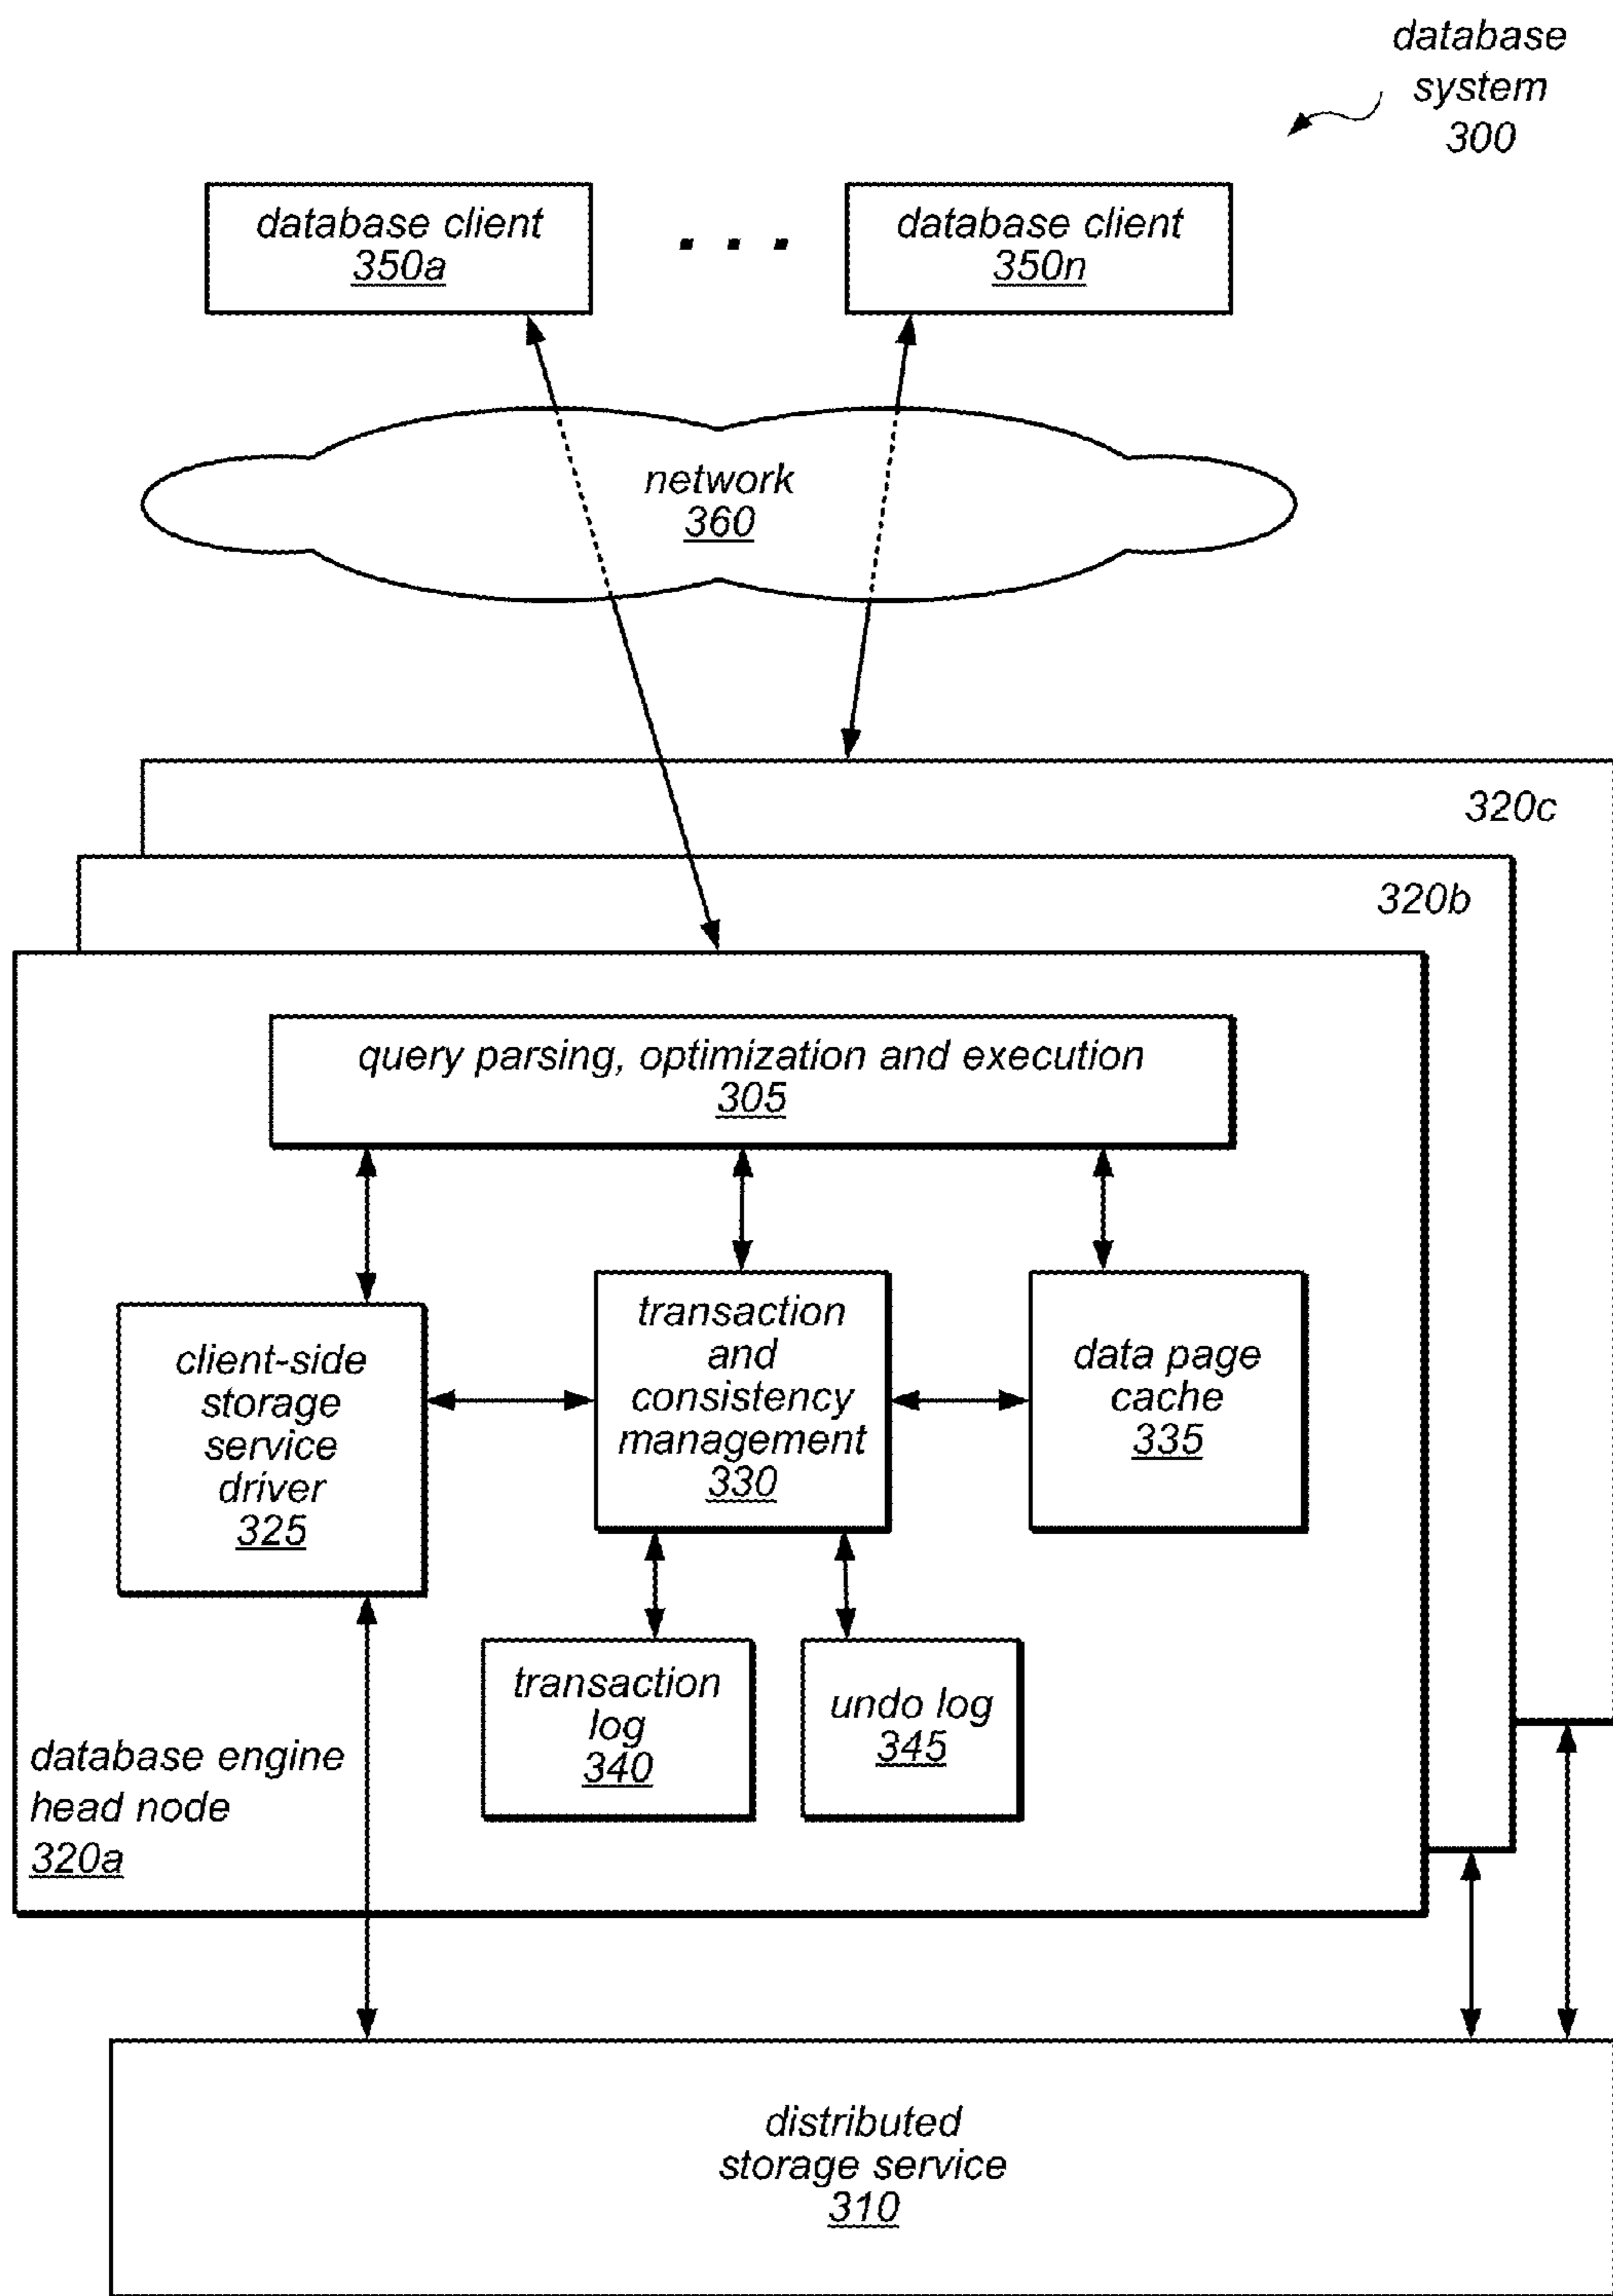 database
system
300
database client
350a
. . .
database client
350n
network
360
320c
320b
query parsing, optimization and execution
305
client-side
storage
service
driver
325
transaction
and
consistency
management
330
data page
cache
335
transaction
log
340
undo log
345
database engine
head node
320a
distributed
storage service
310